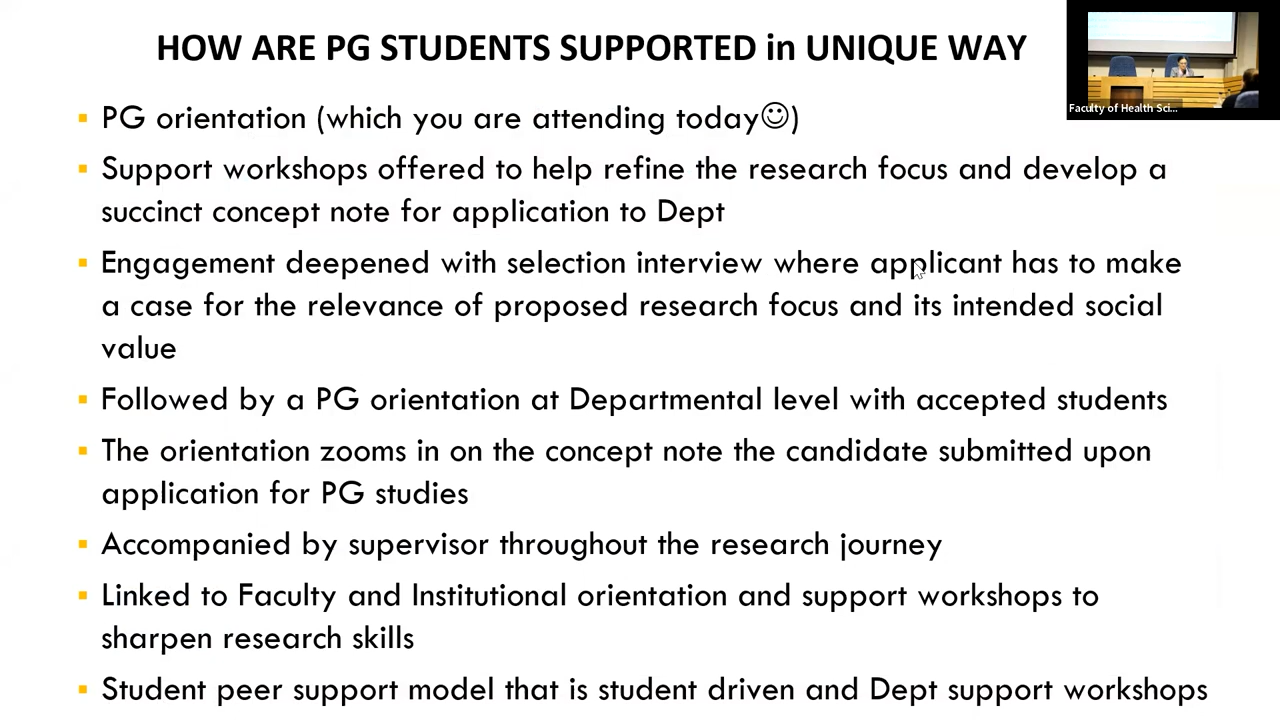 HOW ARE PG STUDENTS SUPPORTED in UNIQUE WAY
PG orientation (which you are attending today☺)
Support workshops offered to help refine the research focus and develop a
succinct concept note for application to Dept
Engagement deepened with selection interview where applicant has to make
a case for the relevance of proposed research focus and its intended social
value
Followed by a PG orientation at Departmental level with accepted students
The orientation zooms in on the concept note the candidate submitted upon
application for PG studies
Accompanied by supervisor throughout the research journey
Linked to Faculty and Institutional orientation and support workshops to
sharpen research skills
Student peer support model that is student driven and Dept support workshops
Faculty of Health Sci...